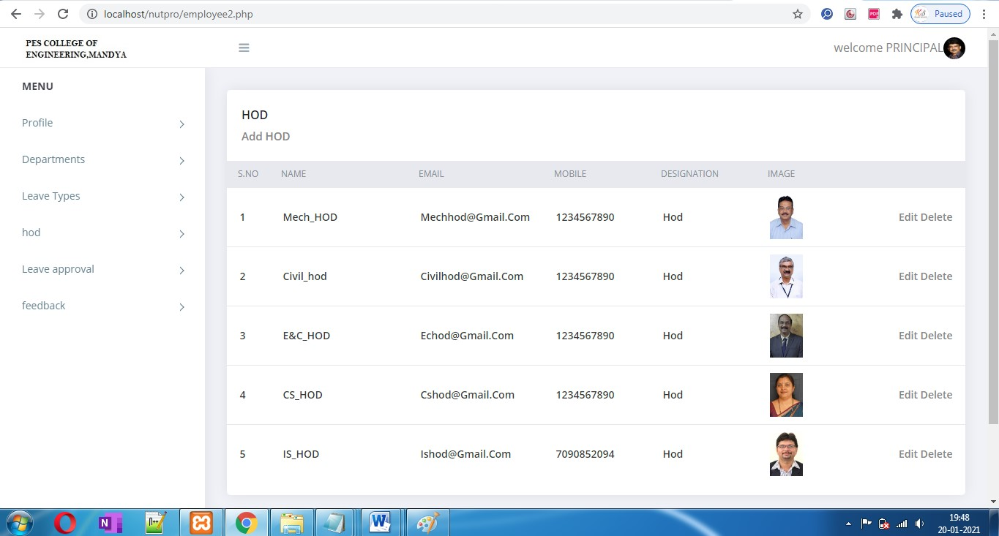 localhost/nutpro/employee2.php
PDF
Paused
PES COLLEGE OF
ENGINEERING,MANDYA
welcome PRINCIPAL
MENU
Profile
Departments
Leave Types
hod
Leave approval
feedback
HOD
Add HOD
S.NO NAME EMAIL MOBILE DESIGNATION IMAGE
1 Mech_HOD Mechhod@Gmail.Com 1234567890 Hod Edit Delete
2 Civil_hod Civilhod@Gmail.Com 1234567890 Hod Edit Delete
3 E&C_HOD Echod@Gmail.Com 1234567890 Hod Edit Delete
4 CS_HOD Cshod@Gmail.Com 1234567890 Hod Edit Delete
5 IS_HOD Ishod@Gmail.Com 7090852094 Hod Edit Delete
19:48
20-01-2021